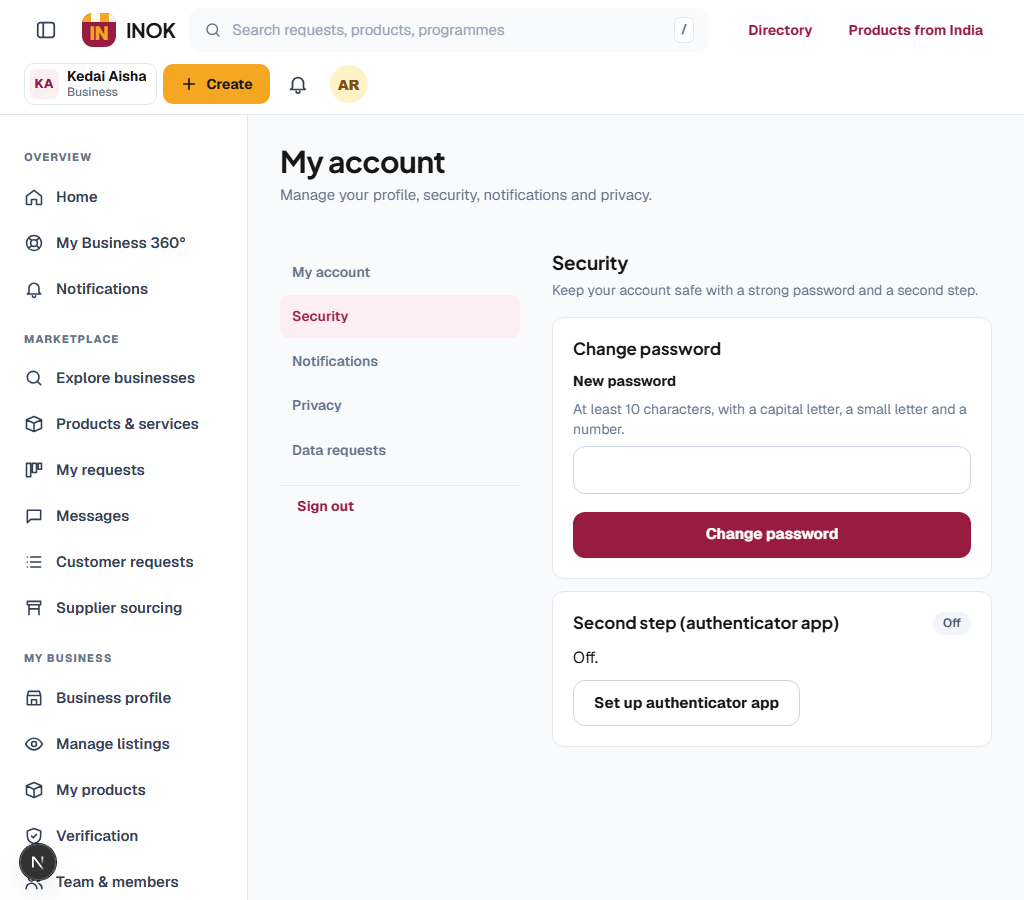 IN INOK
Search requests, products, programmes
/
Directory
Products from India
KA
Kedai Aisha
Business
+ Create
AR
OVERVIEW
Home
My Business 360°
Notifications
MARKETPLACE
Explore businesses
Products & services
My requests
Messages
Customer requests
Supplier sourcing
MY BUSINESS
Business profile
Manage listings
My products
Verification
N
Team & members
My account
Manage your profile, security, notifications and privacy.
My account
Security
Notifications
Privacy
Data requests
Sign out
Security
Keep your account safe with a strong password and a second step.
Change password
New password
At least 10 characters, with a capital letter, a small letter and a
number.
Change password
Second step (authenticator app)
Off
Off.
Set up authenticator app